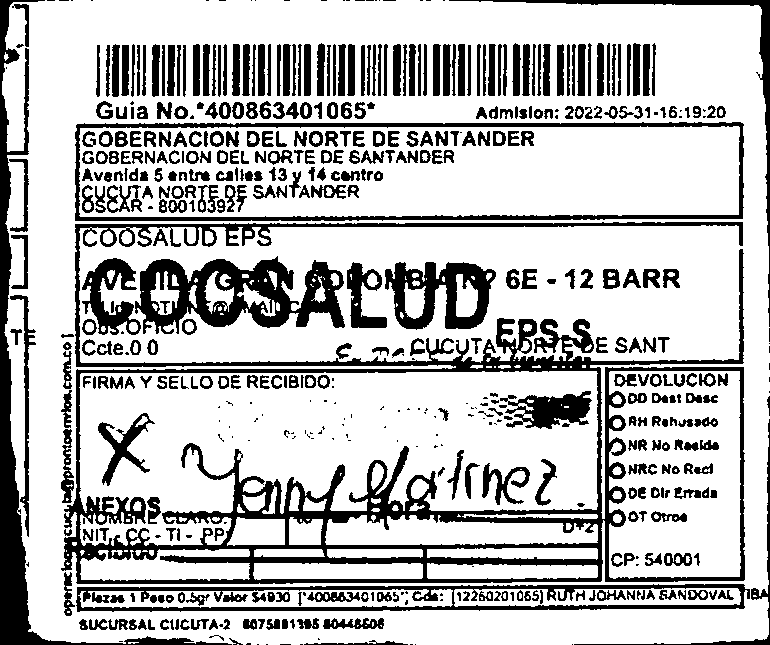 Guia No.*400863401065*
Admision: 2022-05-31-16:19:20
GOBERNACION DEL NORTE DE SANTANDER
GOBERNACION DEL NORTE DE SANTANDER
Avenida 5 entre calles 13 y 14 centro
CUCUTA NORTE DE SANTANDER
OSCAR - 800103927
COOSALUD EPS
AVENIDA GRAN COLOMBIA N2 6E - 12 BARR
COOSALUD
EPS-S
Obs.OFICIO
Ccte.0 0
CUCUTA NORTE DE SANT
FIRMA Y SELLO DE RECIBIDO:
X Yenny Martinez.
ANEXOS
Hora
NOMBRE CLARO:
D+2
NIT - CC - TI - PP
Recibido
DEVOLUCION
DD Dest Desc
RH Rehusado
NR No Reside
NRC No Recl
DE Dir Errada
OT Otros
CP: 540001
Piezas 1 Peso 0.5gr Valor $4930 [*400863401065*; Cds: [12260201065] RUTH JOHANNA SANDOVAL TIBA
SUCURSAL CUCUTA-2
TE